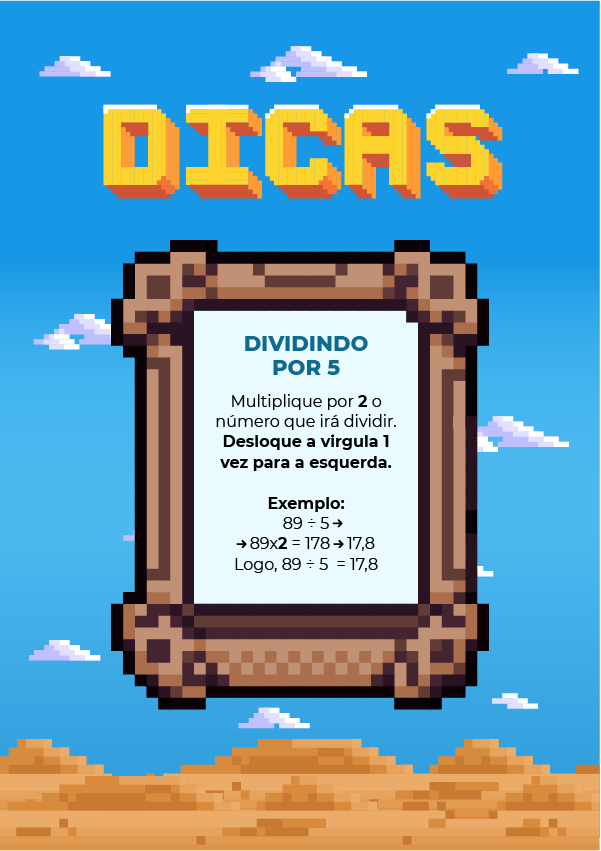 DICAS
DIVIDINDO
POR 5
Multiplique por 2 o
número que irá dividir.
Desloque a virgula 1
vez para a esquerda.
Exemplo:
89 ÷ 5 →
→ 89x2 = 178 → 17,8
Logo, 89 ÷ 5 = 17,8